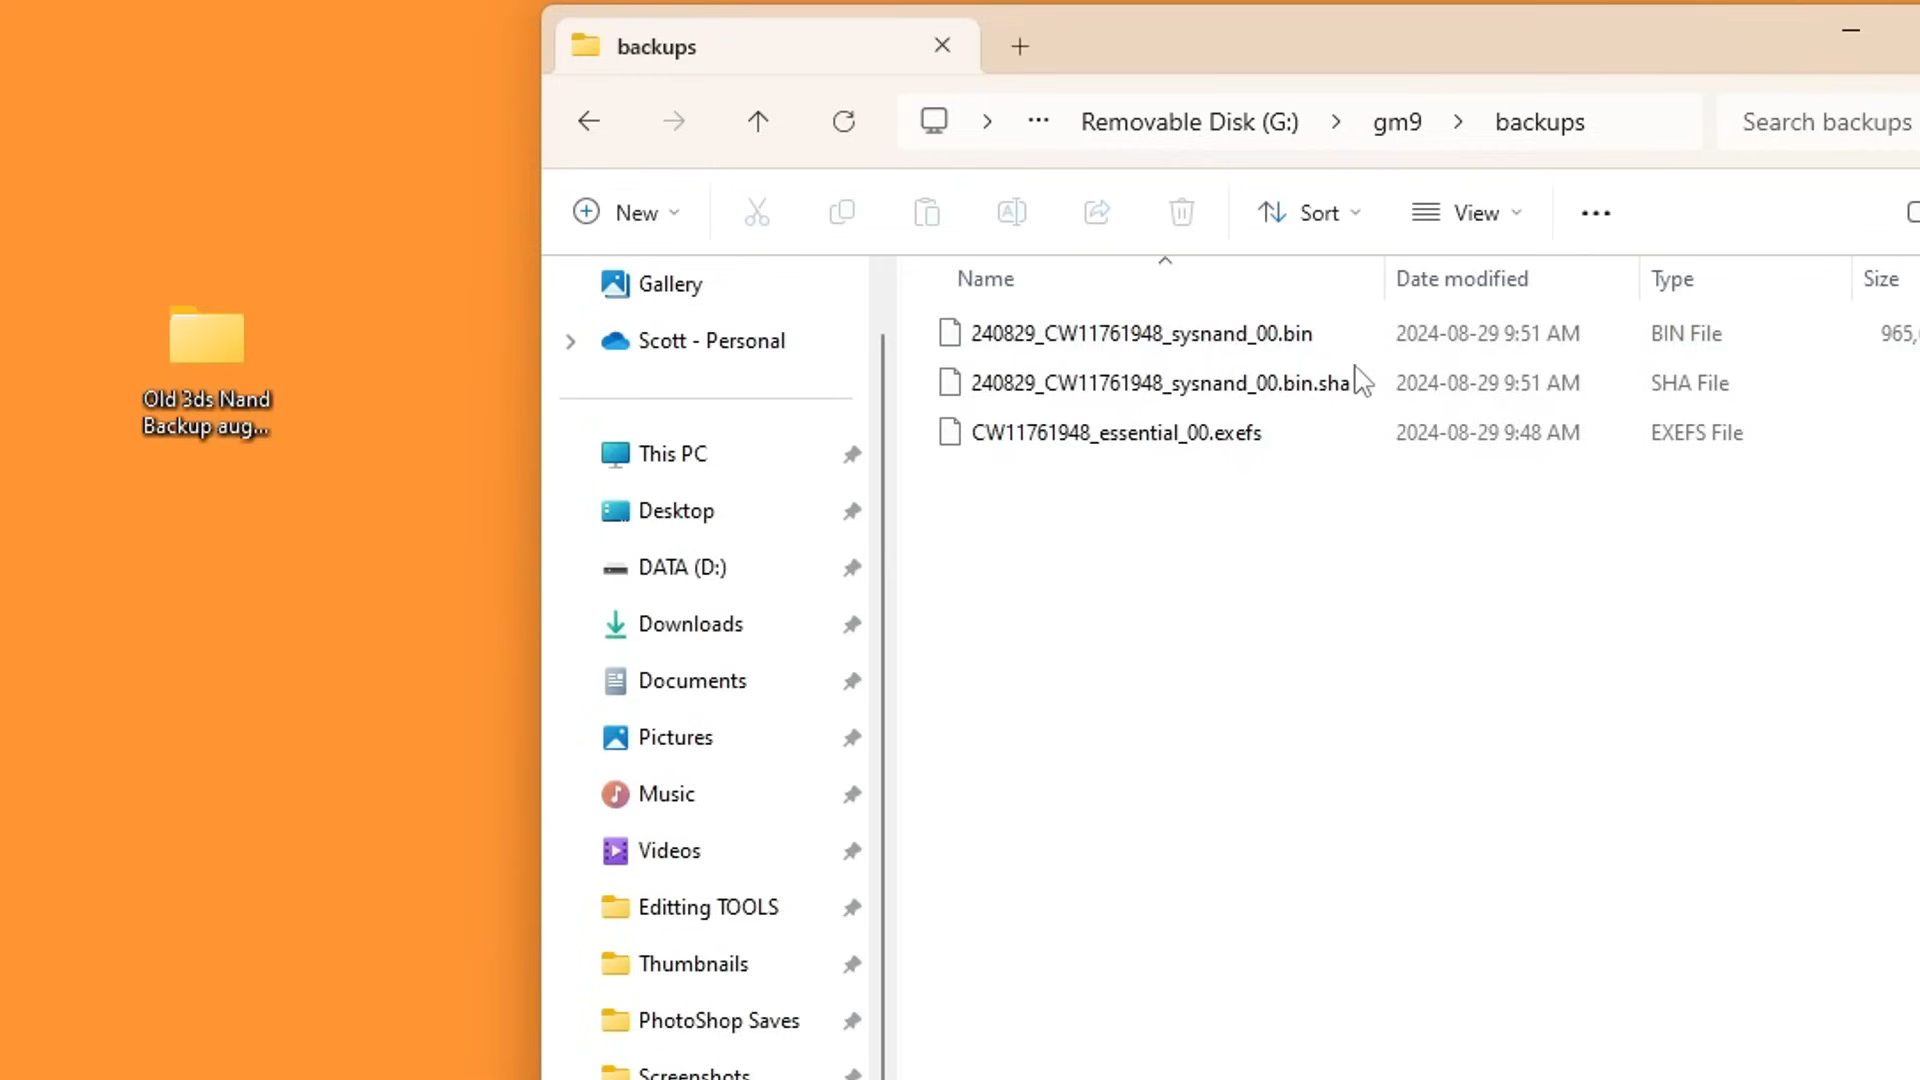 backups
Removable Disk (G:) gm9 backups
Search backups
New Sort View
Name Date modified Type Size
240829_CW11761948_sysnand_00.bin 2024-08-29 9:51 AM BIN File 965,
240829_CW11761948_sysnand_00.bin.sha 2024-08-29 9:51 AM SHA File
CW11761948_essential_00.exefs 2024-08-29 9:48 AM EXEFS File
Old 3ds Nand
Backup aug...
Gallery
Scott - Personal
This PC
Desktop
DATA (D:)
Downloads
Documents
Pictures
Music
Videos
Editting TOOLS
Thumbnails
PhotoShop Saves
Screenshots